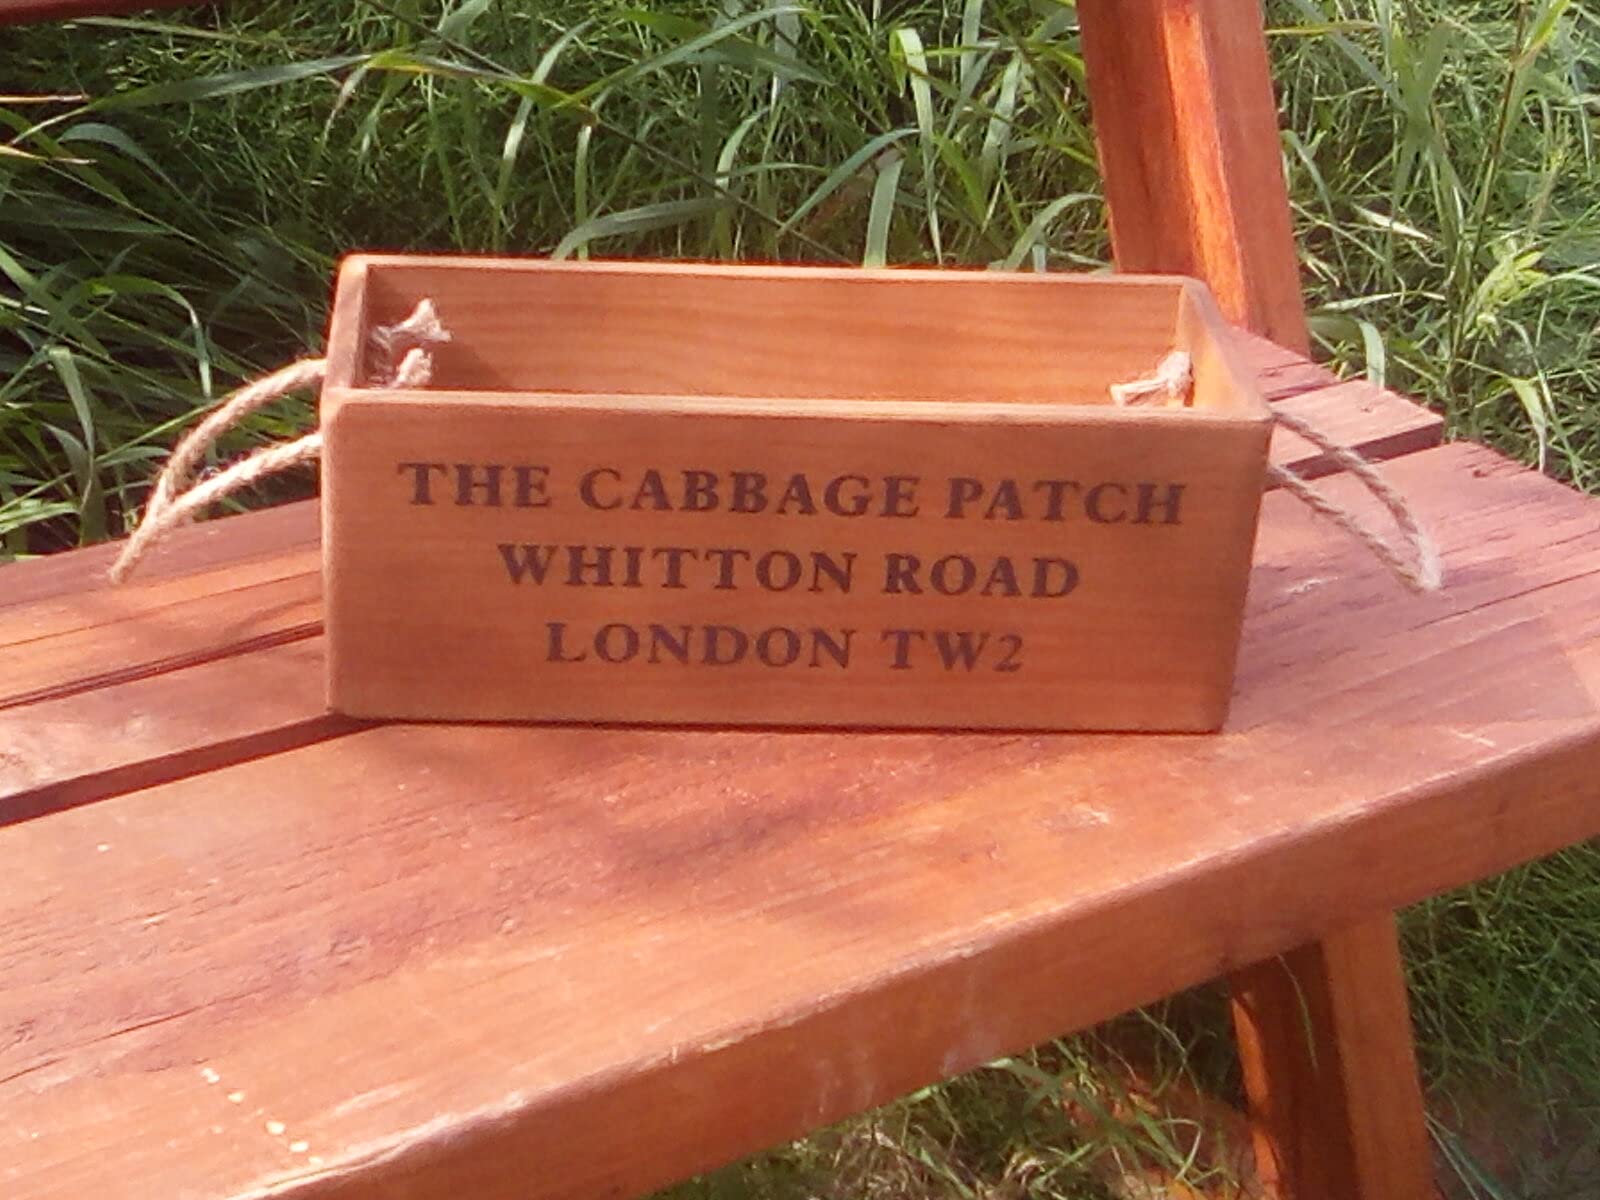 THE CABBAGE PATCH
WHITTON ROAD
LONDON TW2